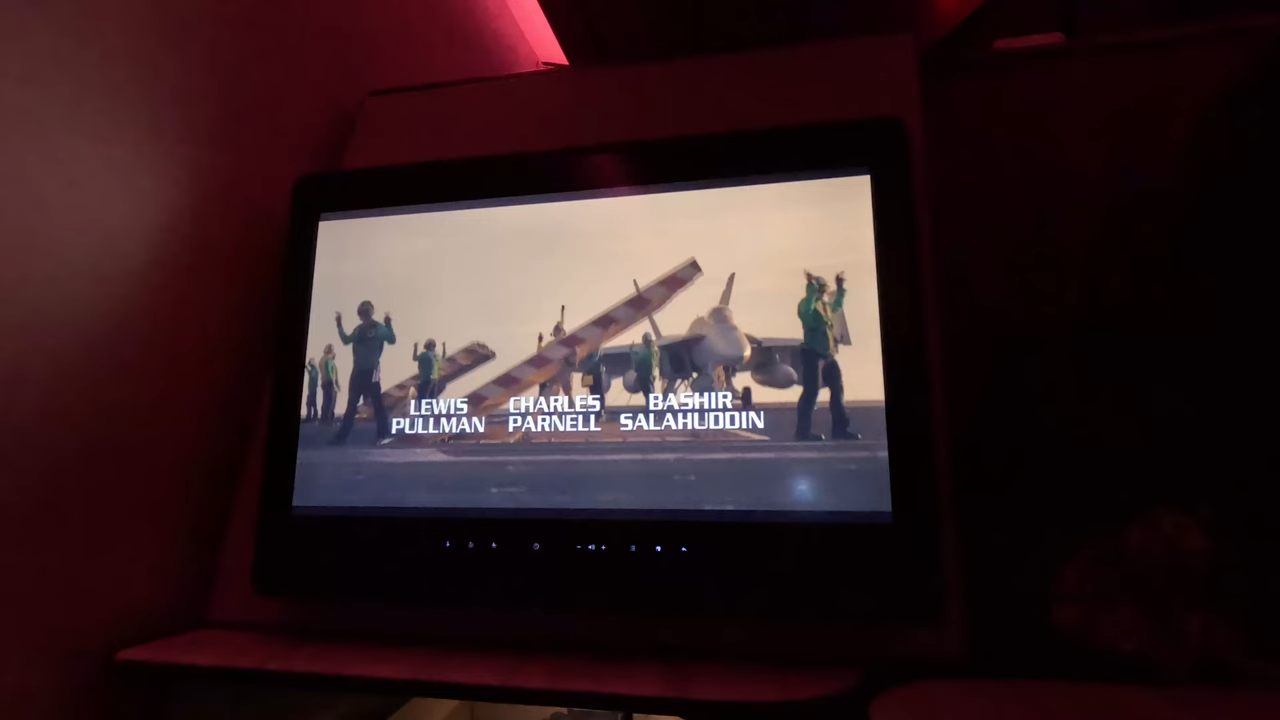 LEWIS
PULLMAN
CHARLES
PARNELL
BASHIR
SALAHUDDIN